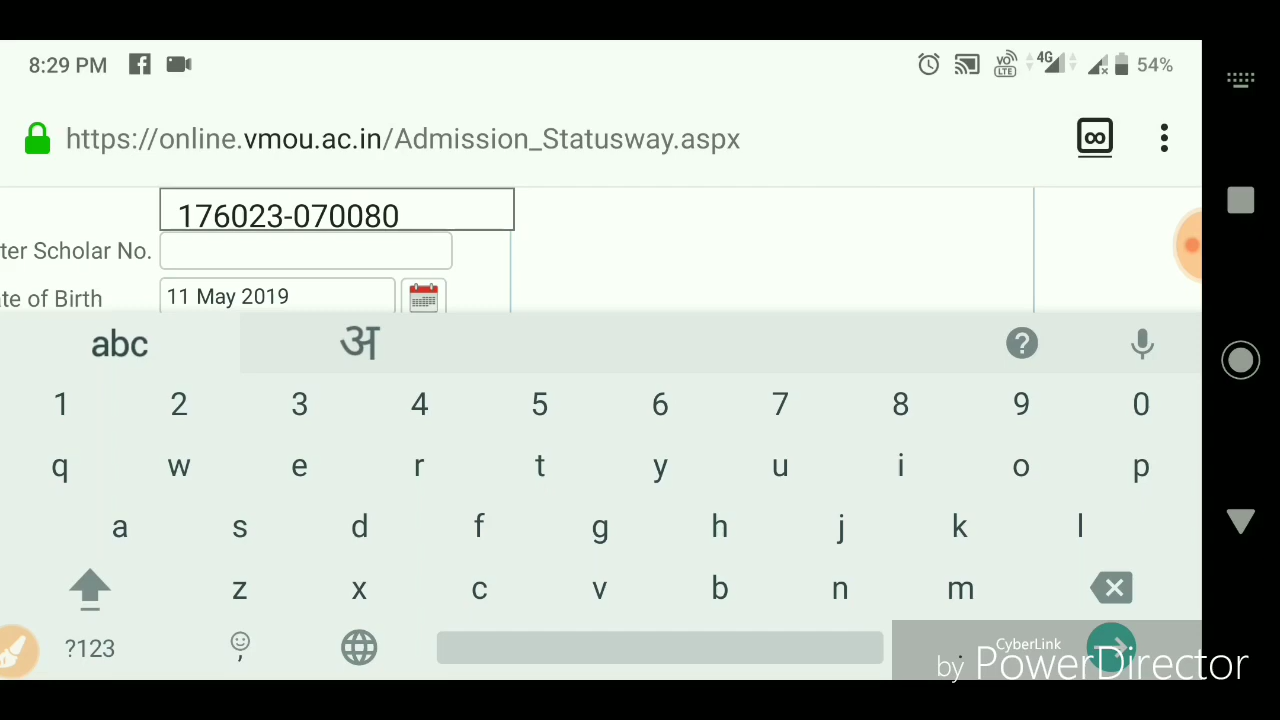 8:29 PM VO LTE 4G 54%
https://online.vmou.ac.in/Admission_Statusway.aspx
176023-070080
ter Scholar No.
te of Birth 11 May 2019
abc अ ?
1 2 3 4 5 6 7 8 9 0
q w e r t y u i o p
a s d f g h j k l
z x c v b n m
?123 , .
CyberLink
by PowerDirector